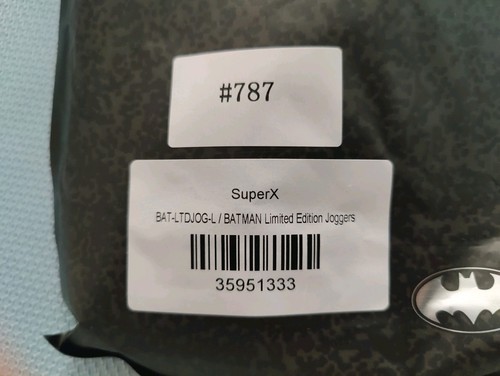 #787
SuperX
BAT-LTDJOG-L / BATMAN Limited Edition Joggers
35951333